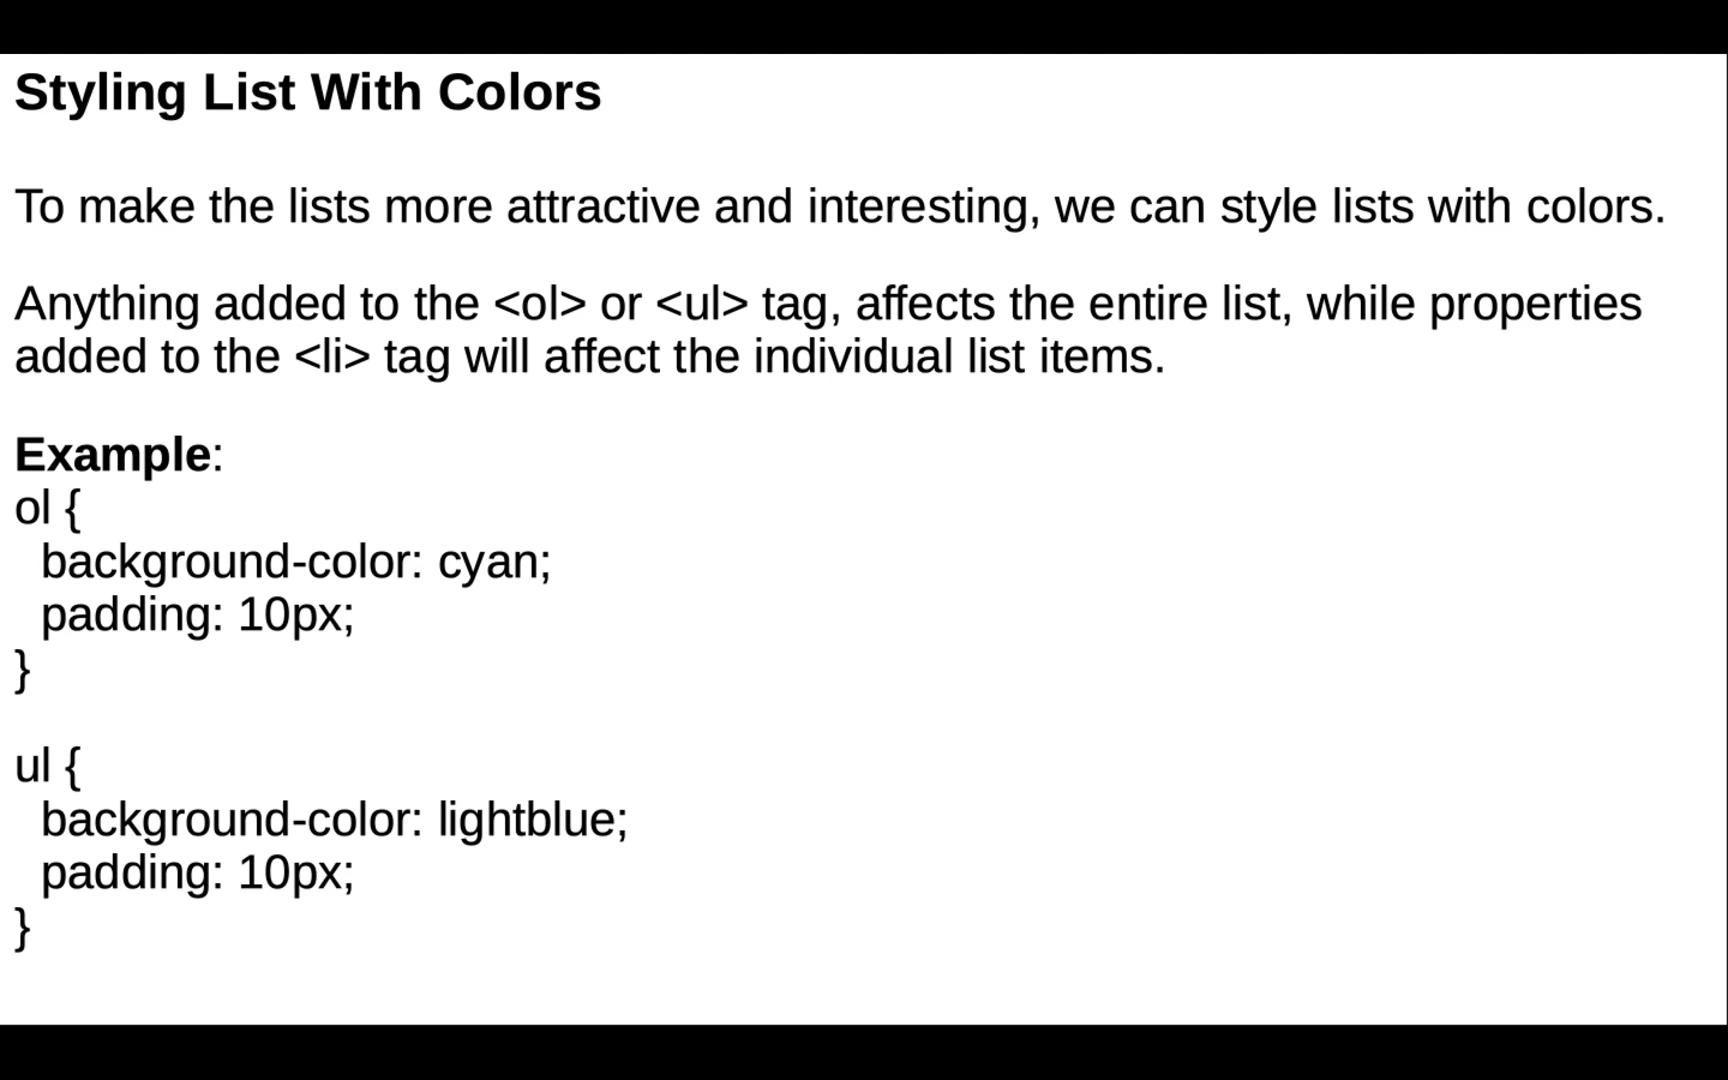 Styling List With Colors
To make the lists more attractive and interesting, we can style lists with colors.
Anything added to the <ol> or <ul> tag, affects the entire list, while properties
added to the <li> tag will affect the individual list items.
Example:
ol {
  background-color: cyan;
  padding: 10px;
}
ul {
  background-color: lightblue;
  padding: 10px;
}